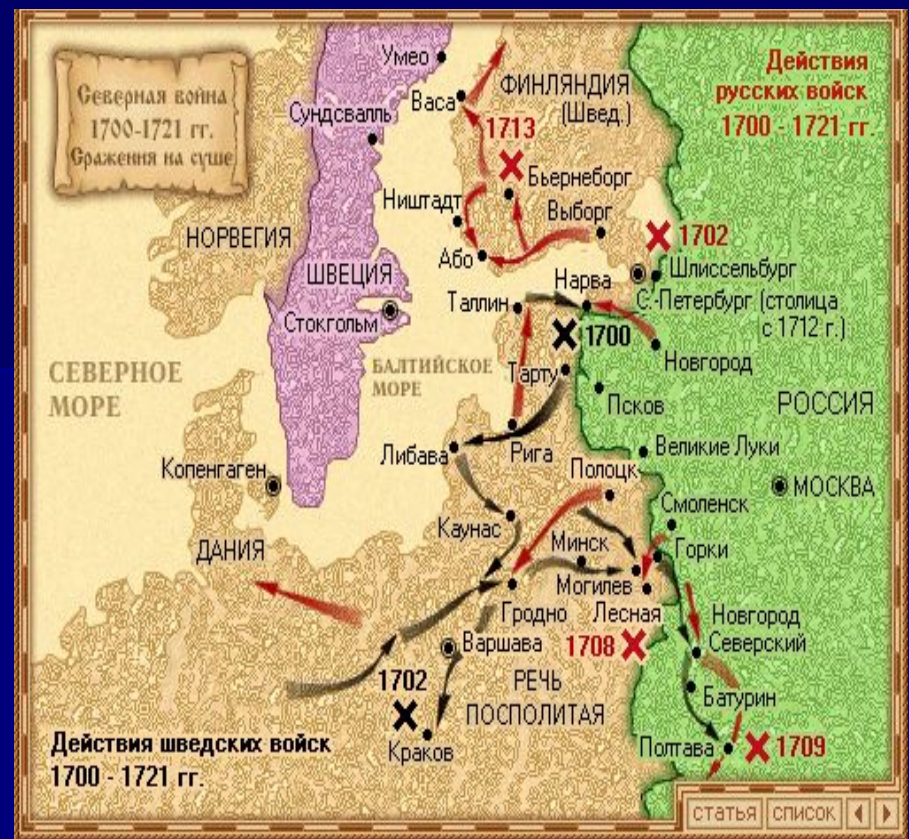 Северная война
1700-1721 гг.
Сражения на суше
Действия
русских войск
1700 - 1721 гг.
Умео
ФИНЛЯНДИЯ
(Швед.)
Васа
Сундсвалль
1713
Бьернеборг
Ништадт
Выборг
НОРВЕГИЯ
1702
Або
Шлиссельбург
ШВЕЦИЯ
Нарва
С.-Петербург (столица
с 1712 г.)
Таллин
Стокгольм
1700
Новгород
СЕВЕРНОЕ
МОРЕ
БАЛТИЙСКОЕ
МОРЕ
Тарту
Псков
РОССИЯ
Либава
Рига
Великие Луки
Копенгаген
Полоцк
МОСКВА
Смоленск
Каунас
ДАНИЯ
Минск
Горки
Могилев
Гродно
Лесная
Новгород
Северский
Варшава
1708
1702
РЕЧЬ
ПОСПОЛИТАЯ
Батурин
Краков
Полтава
1709
Действия шведских войск
1700 - 1721 гг.
статья
список